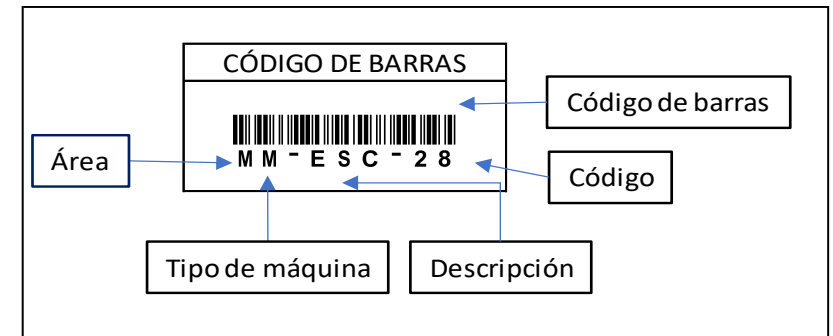 CÓDIGO DE BARRAS
Código de barras
Área
MM-ESC-28
Código
Tipo de máquina
Descripción